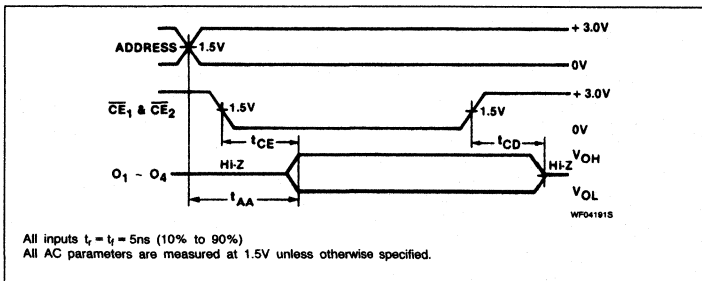 + 3.0V
ADDRESS
1.5V
0V
+ 3.0V
CE1 & CE2
1.5V
1.5V
0V
tCE
tCD
VOH
Hi-Z
Hi-Z
O1 ~ O4
VOL
tAA
WF04191S
All inputs tr = tf = 5ns (10% to 90%)
All AC parameters are measured at 1.5V unless otherwise specified.